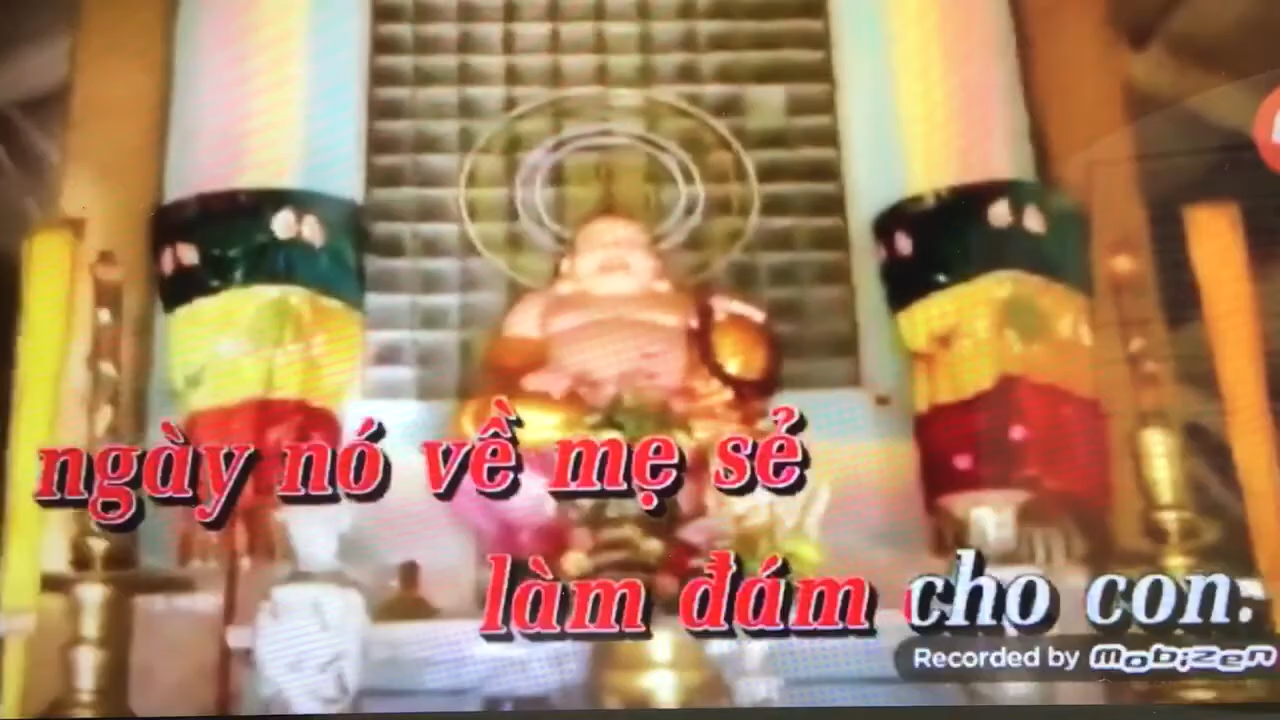 ngày nó về mẹ sẻ
làm đám cho con.
Recorded by mobizen